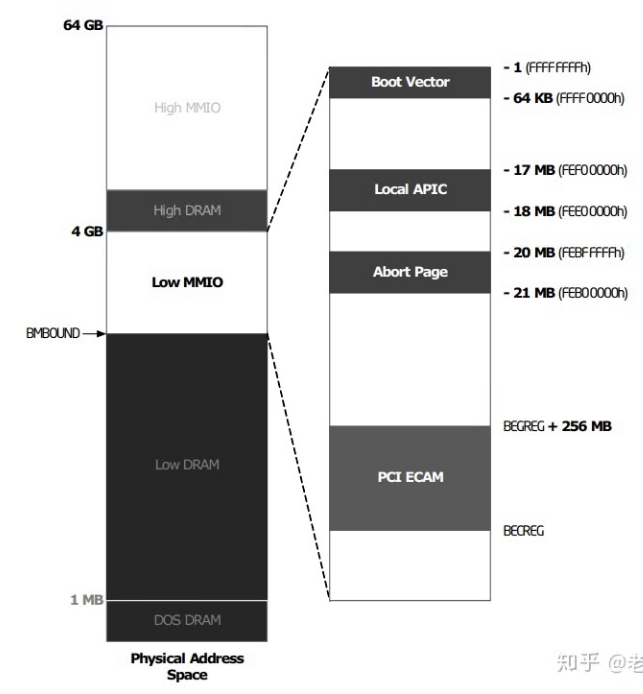 64 GB
High MMIO
High DRAM
4 GB
Low MMIO
BMBOUND
Low DRAM
1 MB
DOS DRAM
Physical Address
Space
Boot Vector
- 1 (FFFFFFFFh)
- 64 KB (FFFF0000h)
Local APIC
- 17 MB (FEF00000h)
- 18 MB (FEE00000h)
Abort Page
- 20 MB (FEBFFFFFh)
- 21 MB (FEB00000h)
BEGREG + 256 MB
PCI ECAM
BECREG
知乎 @老